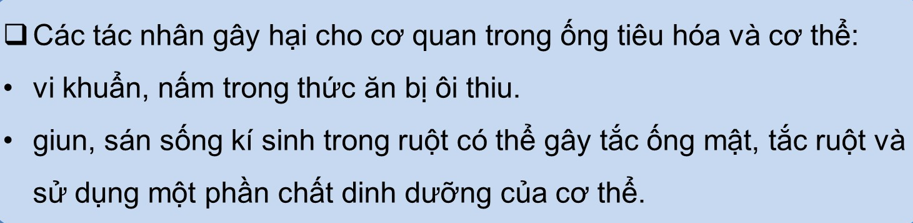 ❑ Các tác nhân gây hại cho cơ quan trong ống tiêu hóa và cơ thể:
• vi khuẩn, nấm trong thức ăn bị ôi thiu.
• giun, sán sống kí sinh trong ruột có thể gây tắc ống mật, tắc ruột và
sử dụng một phần chất dinh dưỡng của cơ thể.